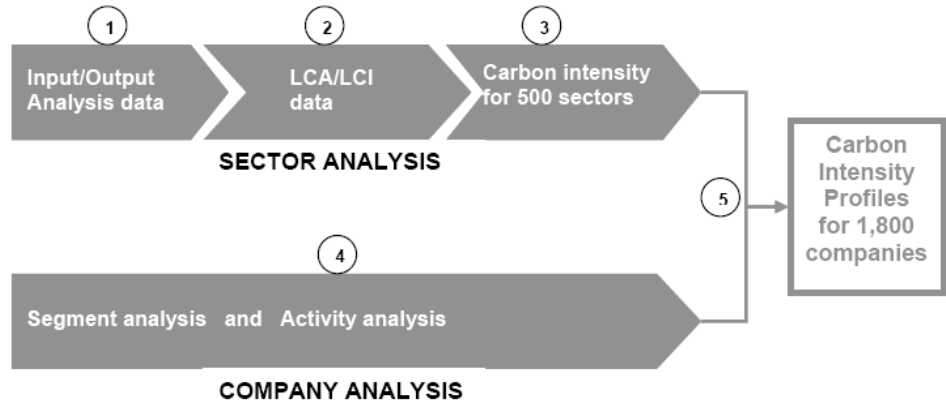 1
2
3
Input/Output
Analysis data
LCA/LCI
data
Carbon intensity
for 500 sectors
SECTOR ANALYSIS
5
Carbon
Intensity
Profiles
for 1,800
companies
4
Segment analysis and Activity analysis
COMPANY ANALYSIS